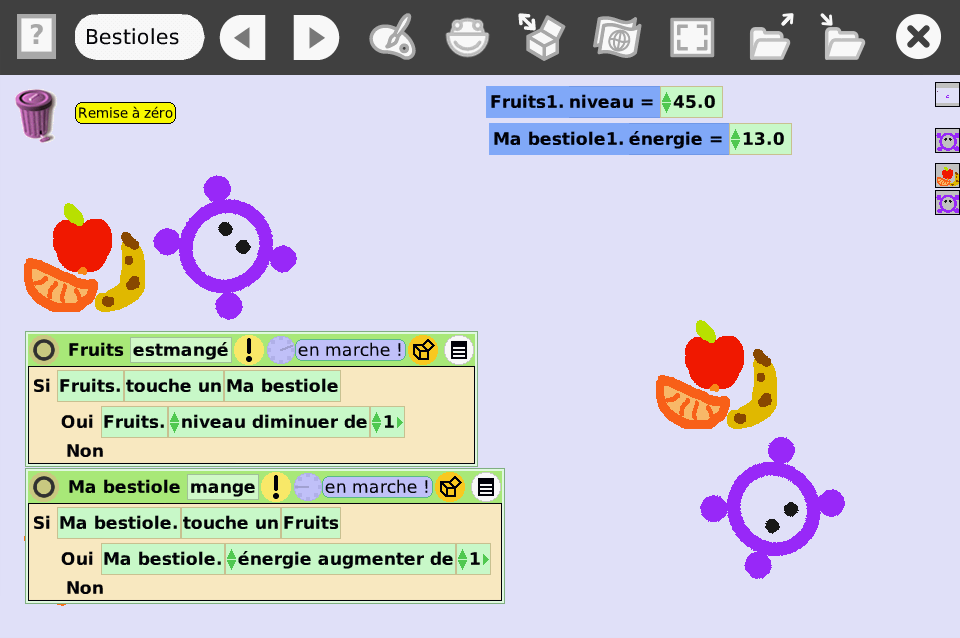 ?
Bestioles
Remise à zéro
Fruits1. niveau = 45.0
Ma bestiole1. énergie = 13.0
Fruits estmangé ! en marche !
Si Fruits. touche un Ma bestiole
Oui Fruits. niveau diminuer de 1
Non
Ma bestiole mange ! en marche !
Si Ma bestiole. touche un Fruits
Oui Ma bestiole. énergie augmenter de 1
Non